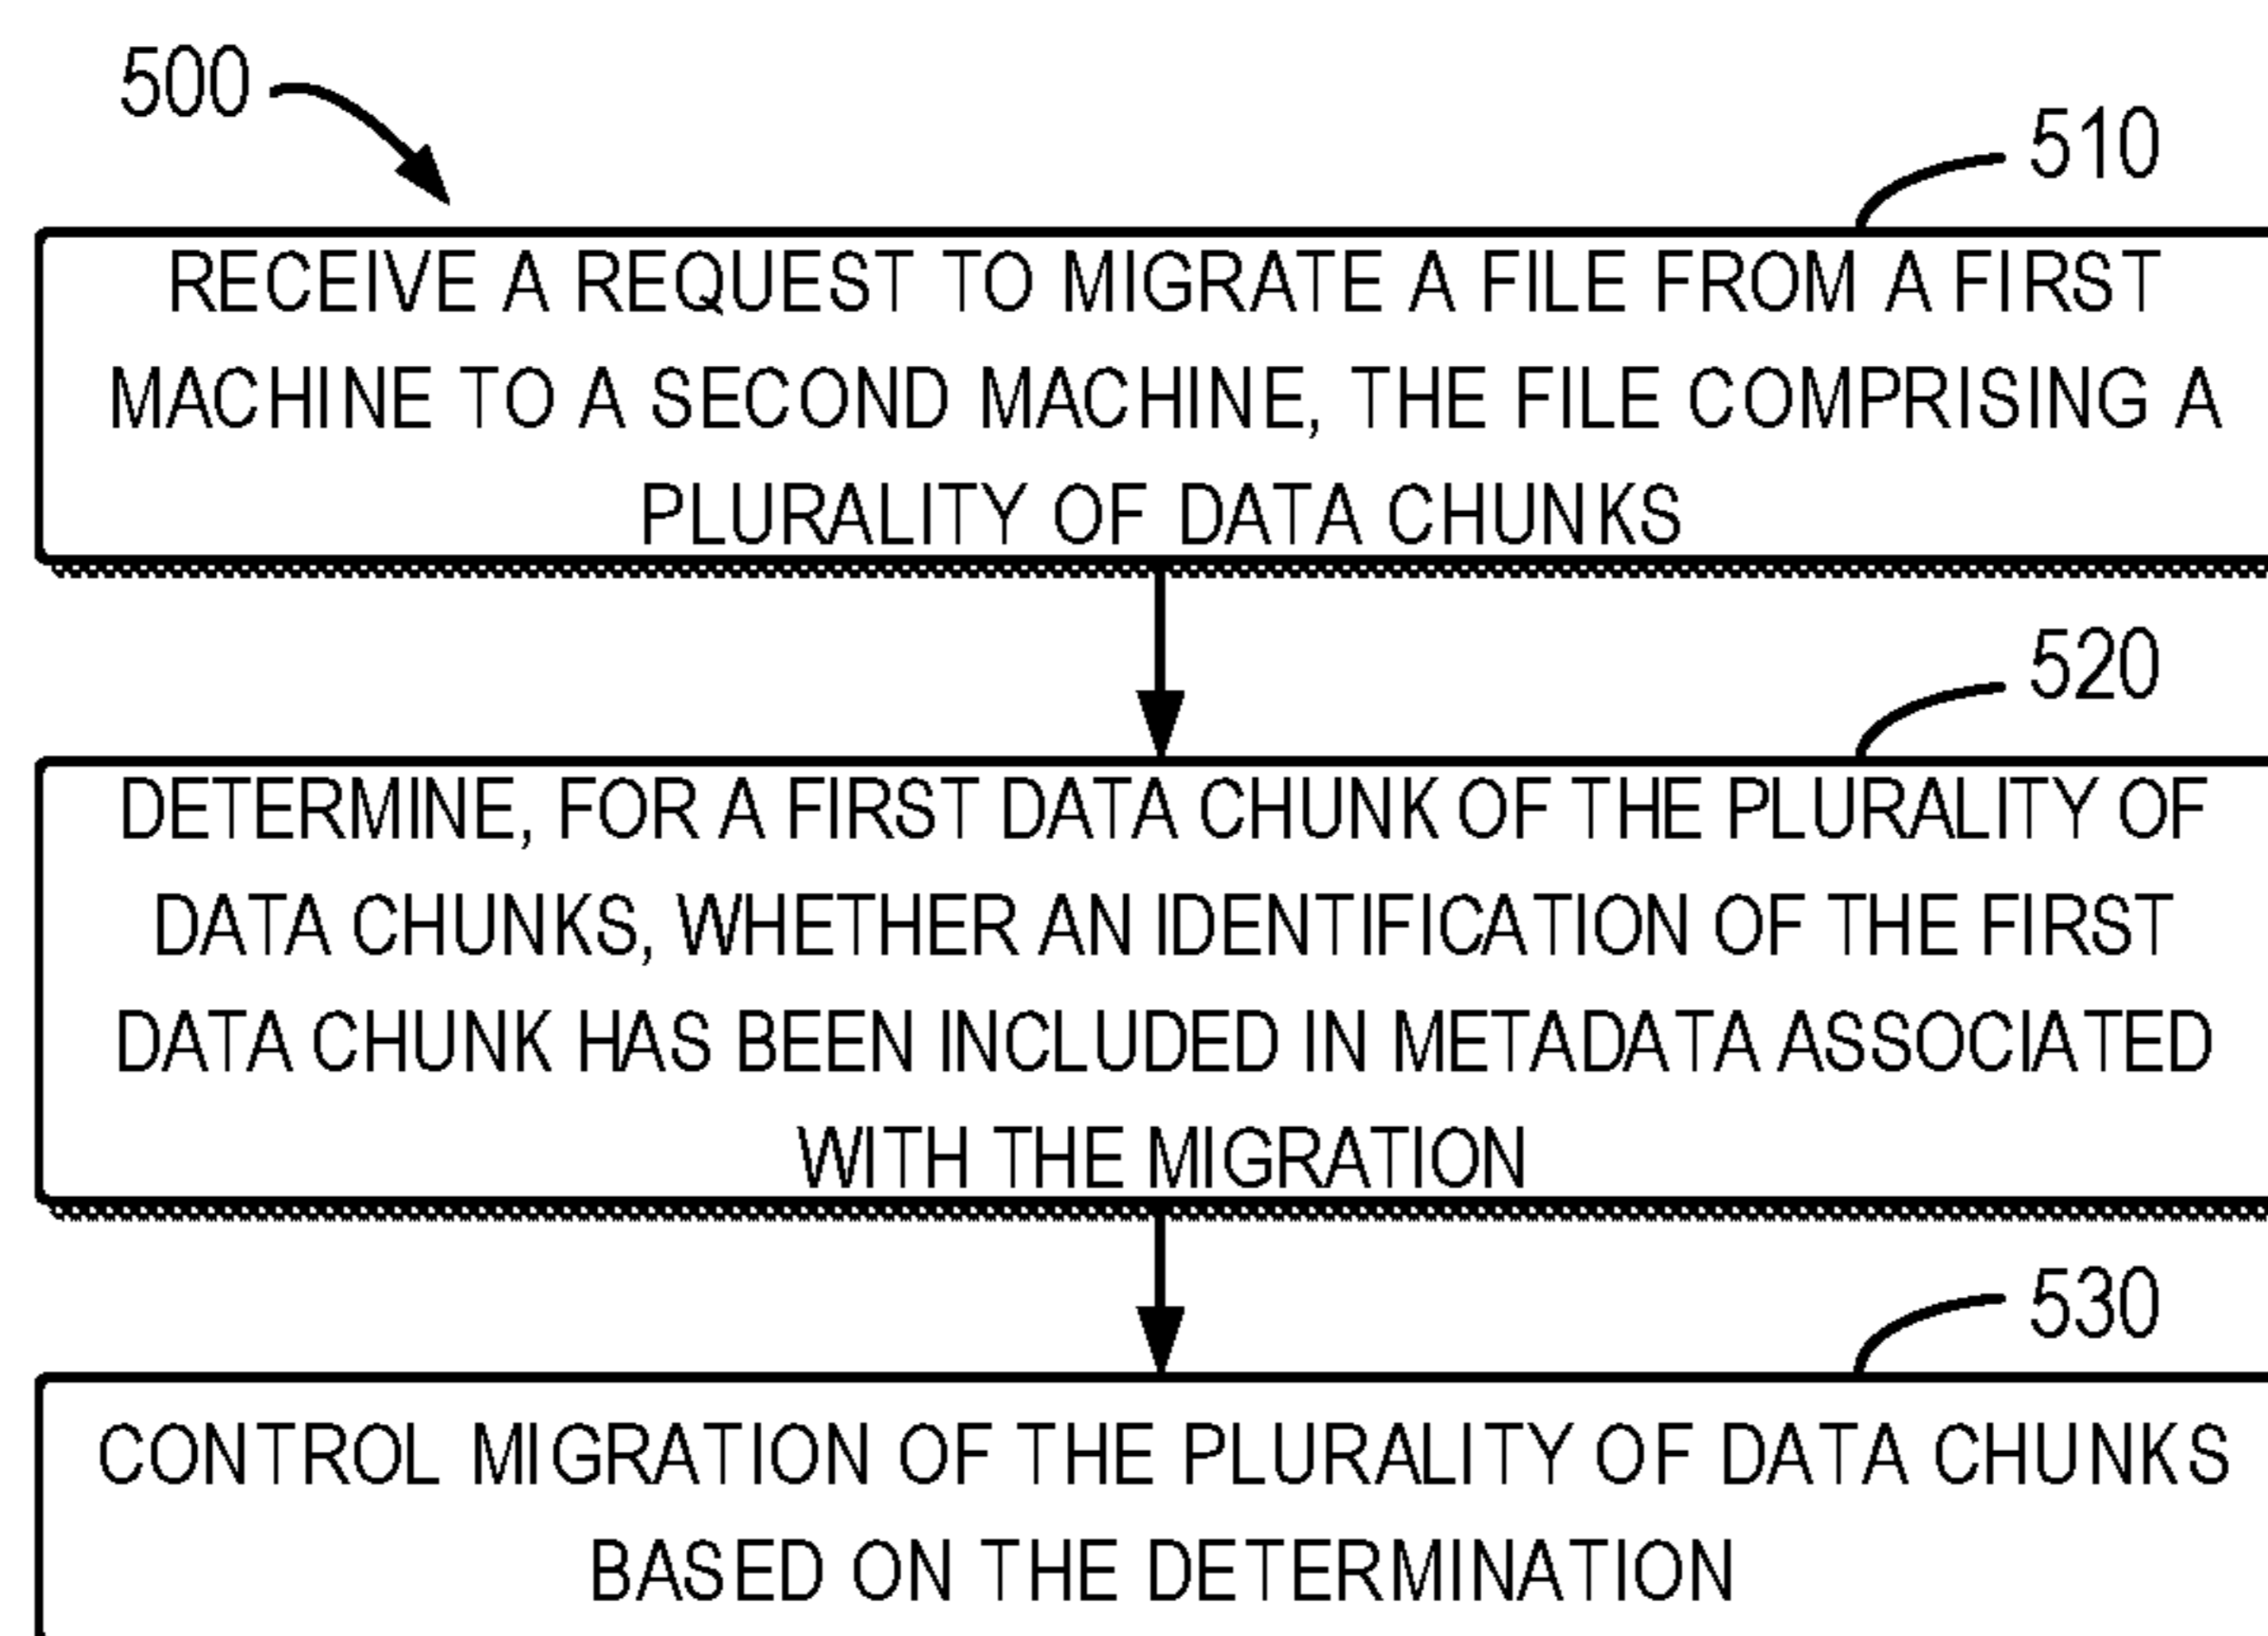 500
510
RECEIVE A REQUEST TO MIGRATE A FILE FROM A FIRST
MACHINE TO A SECOND MACHINE, THE FILE COMPRISING A
PLURALITY OF DATA CHUNKS
520
DETERMINE, FOR A FIRST DATA CHUNK OF THE PLURALITY OF
DATA CHUNKS, WHETHER AN IDENTIFICATION OF THE FIRST
DATA CHUNK HAS BEEN INCLUDED IN METADATA ASSOCIATED
WITH THE MIGRATION
530
CONTROL MIGRATION OF THE PLURALITY OF DATA CHUNKS
BASED ON THE DETERMINATION